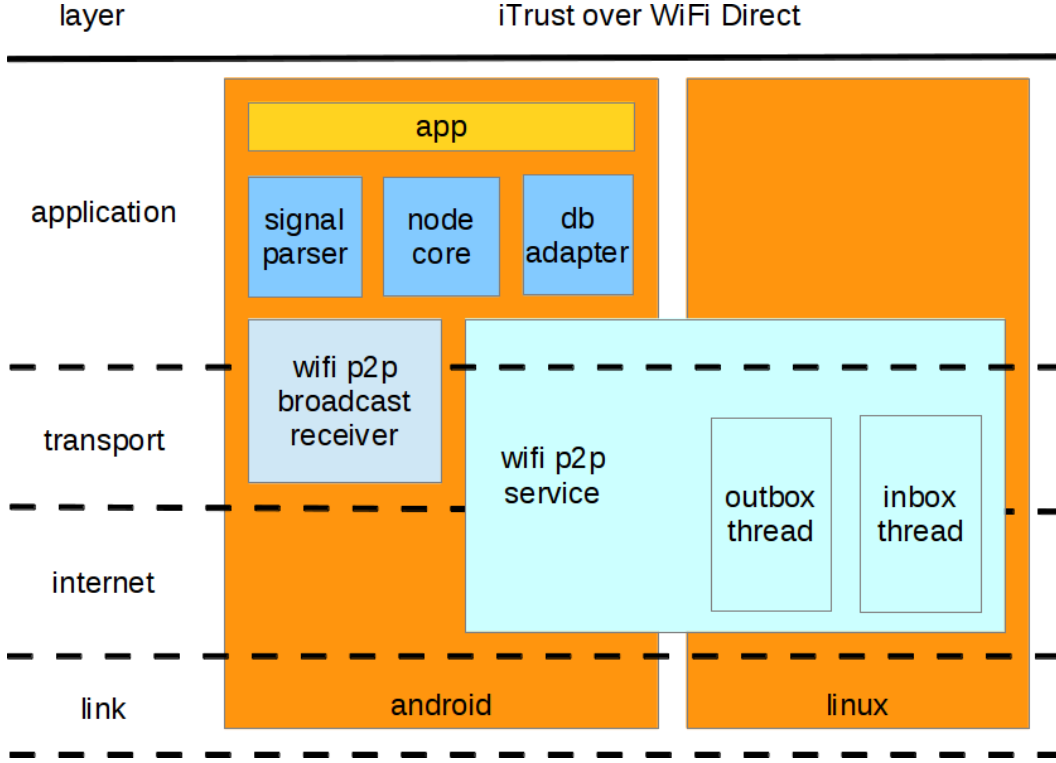 layer
iTrust over WiFi Direct
application
app
signal
parser
node
core
db
adapter
transport
wifi p2p
broadcast
receiver
wifi p2p
service
outbox
thread
inbox
thread
internet
link
android
linux